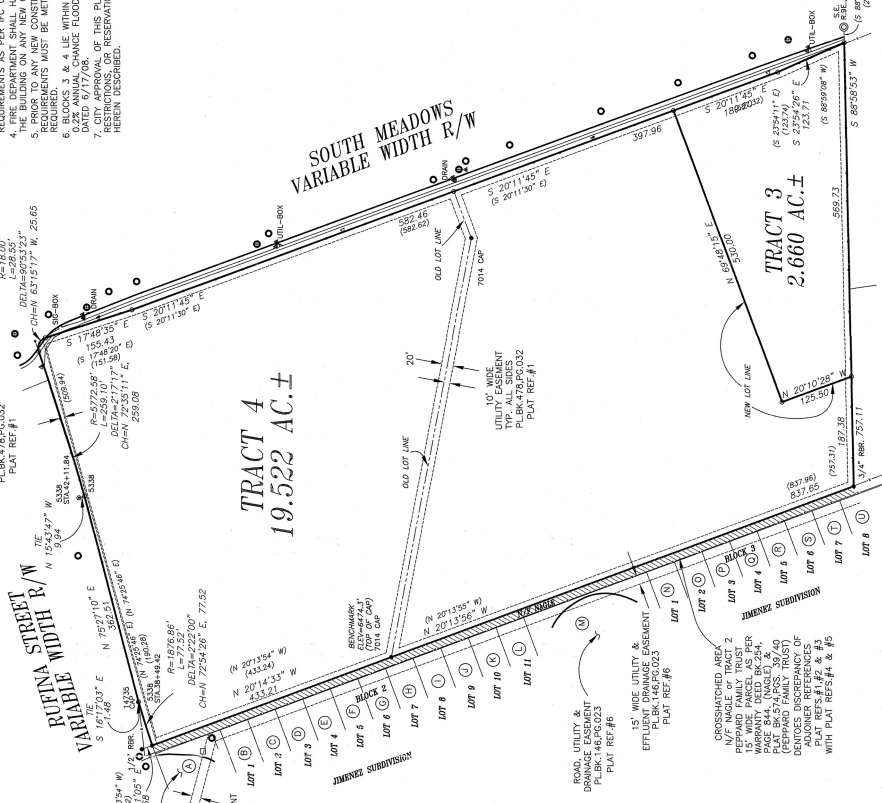 REQUIREMENTS AS PER IFC
4. FIRE DEPARTMENT SHALL
THE BUILDING ON ANY NEW
5. PRIOR TO ANY NEW
REQUIREMENTS MUST BE MET
REQUIRED.
6. BLOCKS 3 & 4 LIE WITHIN
0.2% ANNUAL CHANCE FLOOD
DATED 6/17/08.
7. CITY APPROVAL OF THIS
RESTRICTIONS, OR
HEREIN DESCRIBED.
R=18.00'
L=28.55'
DELTA=90°53'23"
CH=N 63°15'17" W, 25.65
PL.BK.478,PG.032
PLAT REF.#1
SIG-BOX
DRAIN
UTIL-BOX
DRAIN
UTIL-BOX
SOUTH MEADOWS
VARIABLE WIDTH R/W
S 17°48'35" E
155.43
(S 17°48'20" E)
(151.58)
S 20°11'45" E
(S 20°11'30" E)
582.46
(582.62)
S 20°11'45" E
(S 20°11'30" E)
397.96
S 20°11'45" E
(S 23°54'11" E)
(123.74)
S 23°54'26" E
123.71
(S 88°59'08" W)
S 88°58'53" W
S.E.
R.9E.,
(509.94)
R=5772.58'
L=259.10'
DELTA=2°17'17"
CH=N 72°35'11" E,
259.08
5338
STA.42+11.84
5338
TIE
N 15°43'47" W
9.94
RUFINA STREET
VARIABLE WIDTH R/W
N 75°27'10" E
362.51
(N 74°25'46" E)
N 74°25'46" E
(190.28)
TIE
S 16°17'03" E
1.48
14735
CAP
5338
STA.38+49.42
R=1876.86'
L=77.52'
DELTA=2°22'00"
CH=N 72°54'26" E, 77.52
1/2" RBR.
TRACT 4
19.522 AC.±
OLD LOT LINE
7014 CAP
20'
10' WIDE
UTILITY EASEMENT
TYP. ALL SIDES
PL.BK.478,PG.032
PLAT REF.#1
OLD LOT LINE
TRACT 3
2.660 AC.±
N 69°48'15" E
530.00
569.73
NEW LOT LINE
N 20°10'28" W
125.50
187.38
(757.31)
3/4" RBR. 757.11
BENCHMARK
ELEV=6474.3'
(TOP OF CAP)
7014 CAP
(N 20°13'54" W)
(433.24)
N 20°14'33" W
433.21
(N 20°13'55" W)
N 20°13'56" W
N/F NAGLE
(837.96)
837.65
BLOCK 2
BLOCK 3
A
LOT 1 B
LOT 2 C
LOT 3 D
LOT 4 E
LOT 5 F
LOT 6 G
LOT 7 H
LOT 8 I
LOT 9 J
LOT 10 K
LOT 11 L
M
N
LOT 1 O
LOT 2 P
LOT 3 Q
LOT 4 R
LOT 5 S
LOT 6 T
LOT 7 U
LOT 8
JIMENEZ SUBDIVISION
JIMENEZ SUBDIVISION
ROAD, UTILITY &
DRAINAGE EASEMENT
PL.BK.146,PG.023
PLAT REF.#6
15' WIDE UTILITY &
EFFLUENT DRAINAGE EASEMENT
PL.BK.146,PG.023
PLAT REF.#6
CROSSHATCHED AREA
N/F NAGLE or TRACT 2
PEPPARD FAMILY TRUST
15' WIDE PARCEL AS PER
WARRANTY DEED BK.254,
PAGE 844 (NAGLE) &
PLAT BK.574,PGS. 39/40
(PEPPARD FAMILY TRUST)
DENTOES DISCREPANCY OF
ADJOINER REFERENCES
PLAT REFS.#1,#2 & #3
WITH PLAT REFS.#4 & #5